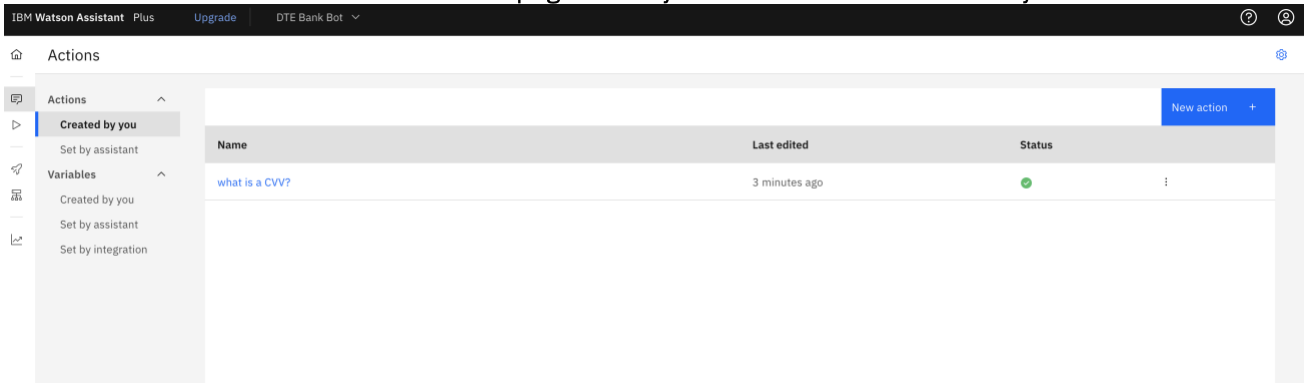 IBM Watson Assistant Plus Upgrade DTE Bank Bot
Actions
Actions
Created by you
Set by assistant
Variables
Created by you
Set by assistant
Set by integration
New action +
Name Last edited Status
what is a CVV? 3 minutes ago